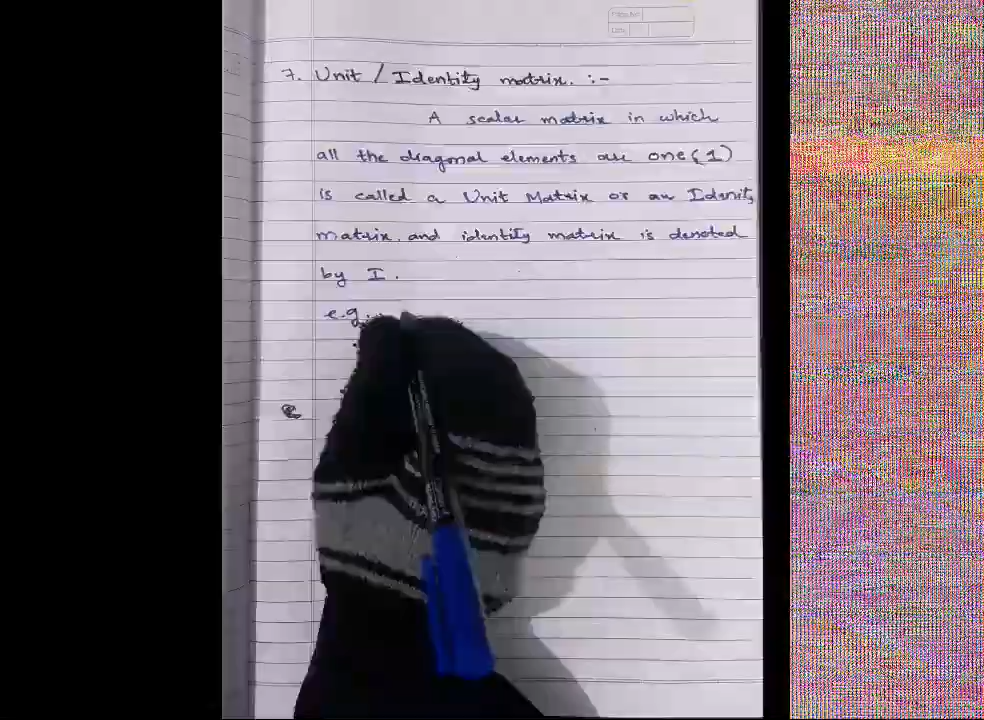 7. Unit / Identity matrix. :-
A scalar matrix in which
all the diagonal elements are one (1)
is called a Unit Matrix or an Idenity
matrix. and identity matrix is denoted
by I.
e.g.